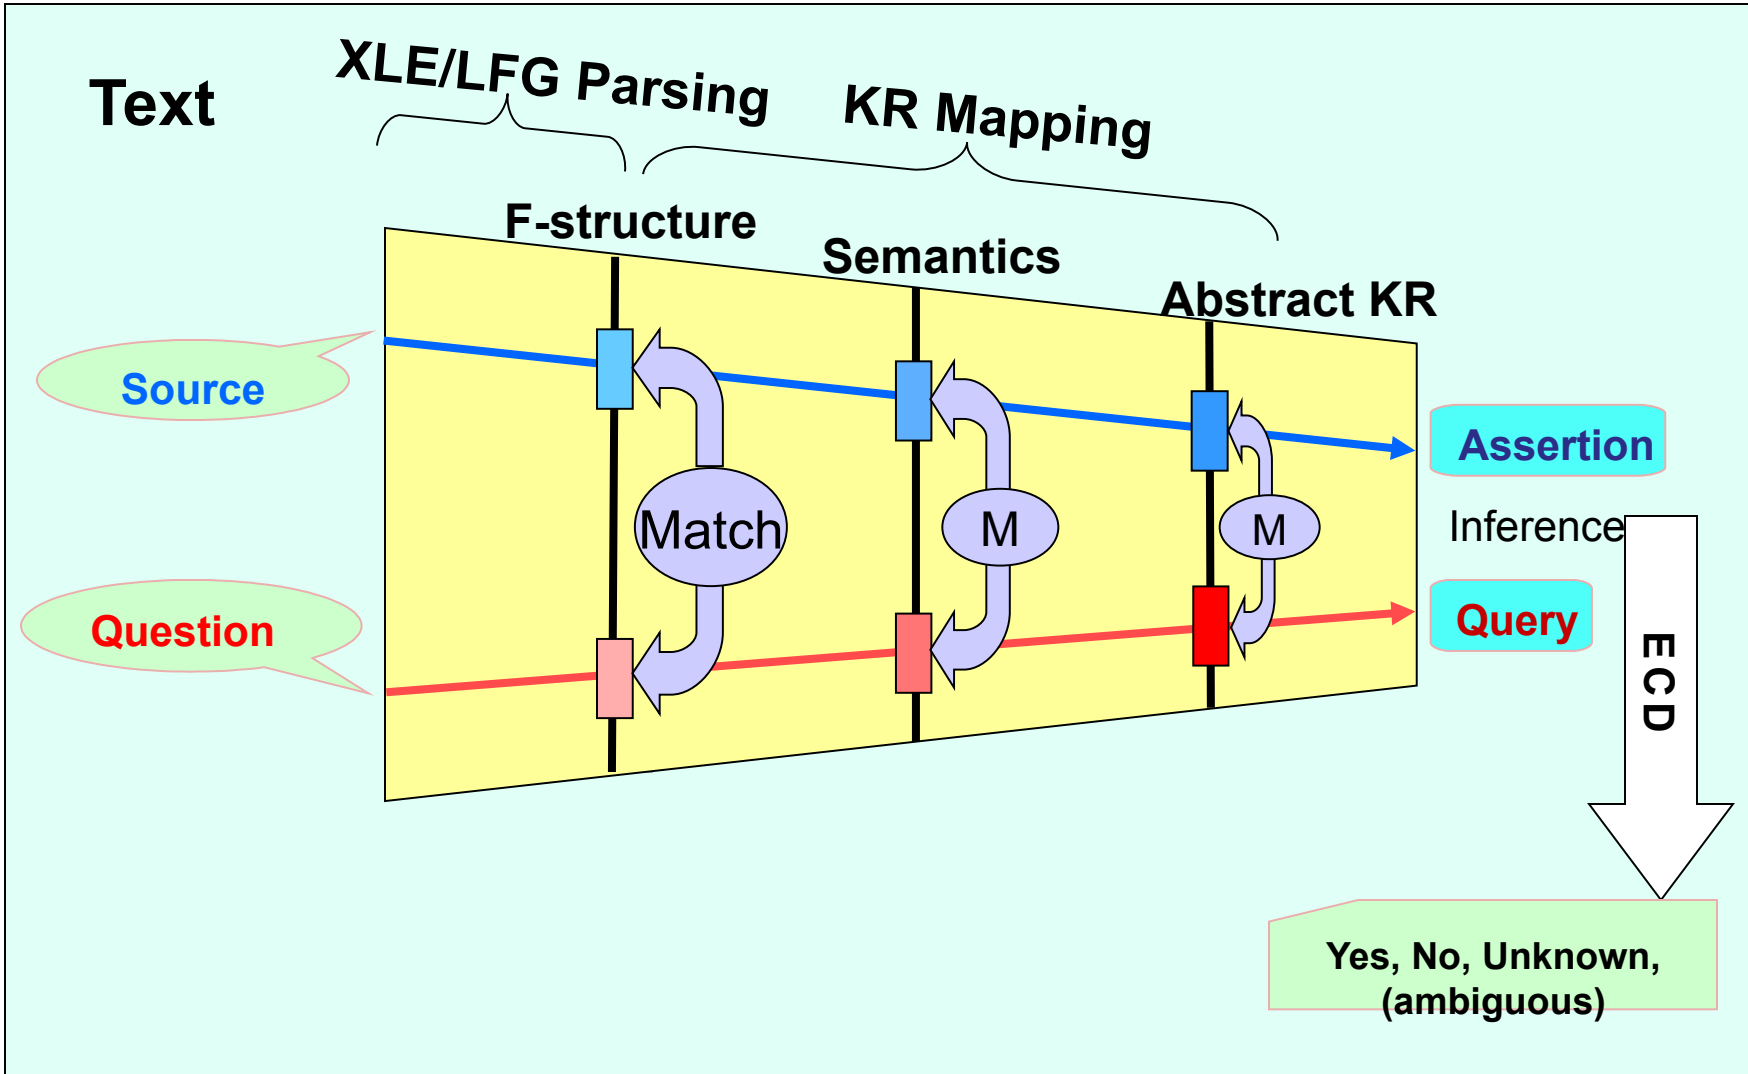 XLE/LFG Parsing
Text
KR Mapping
F-structure
Semantics
Abstract KR
Source
Assertion
Match
M
M
Inference
Question
Query
ECD
Yes, No, Unknown,
(ambiguous)